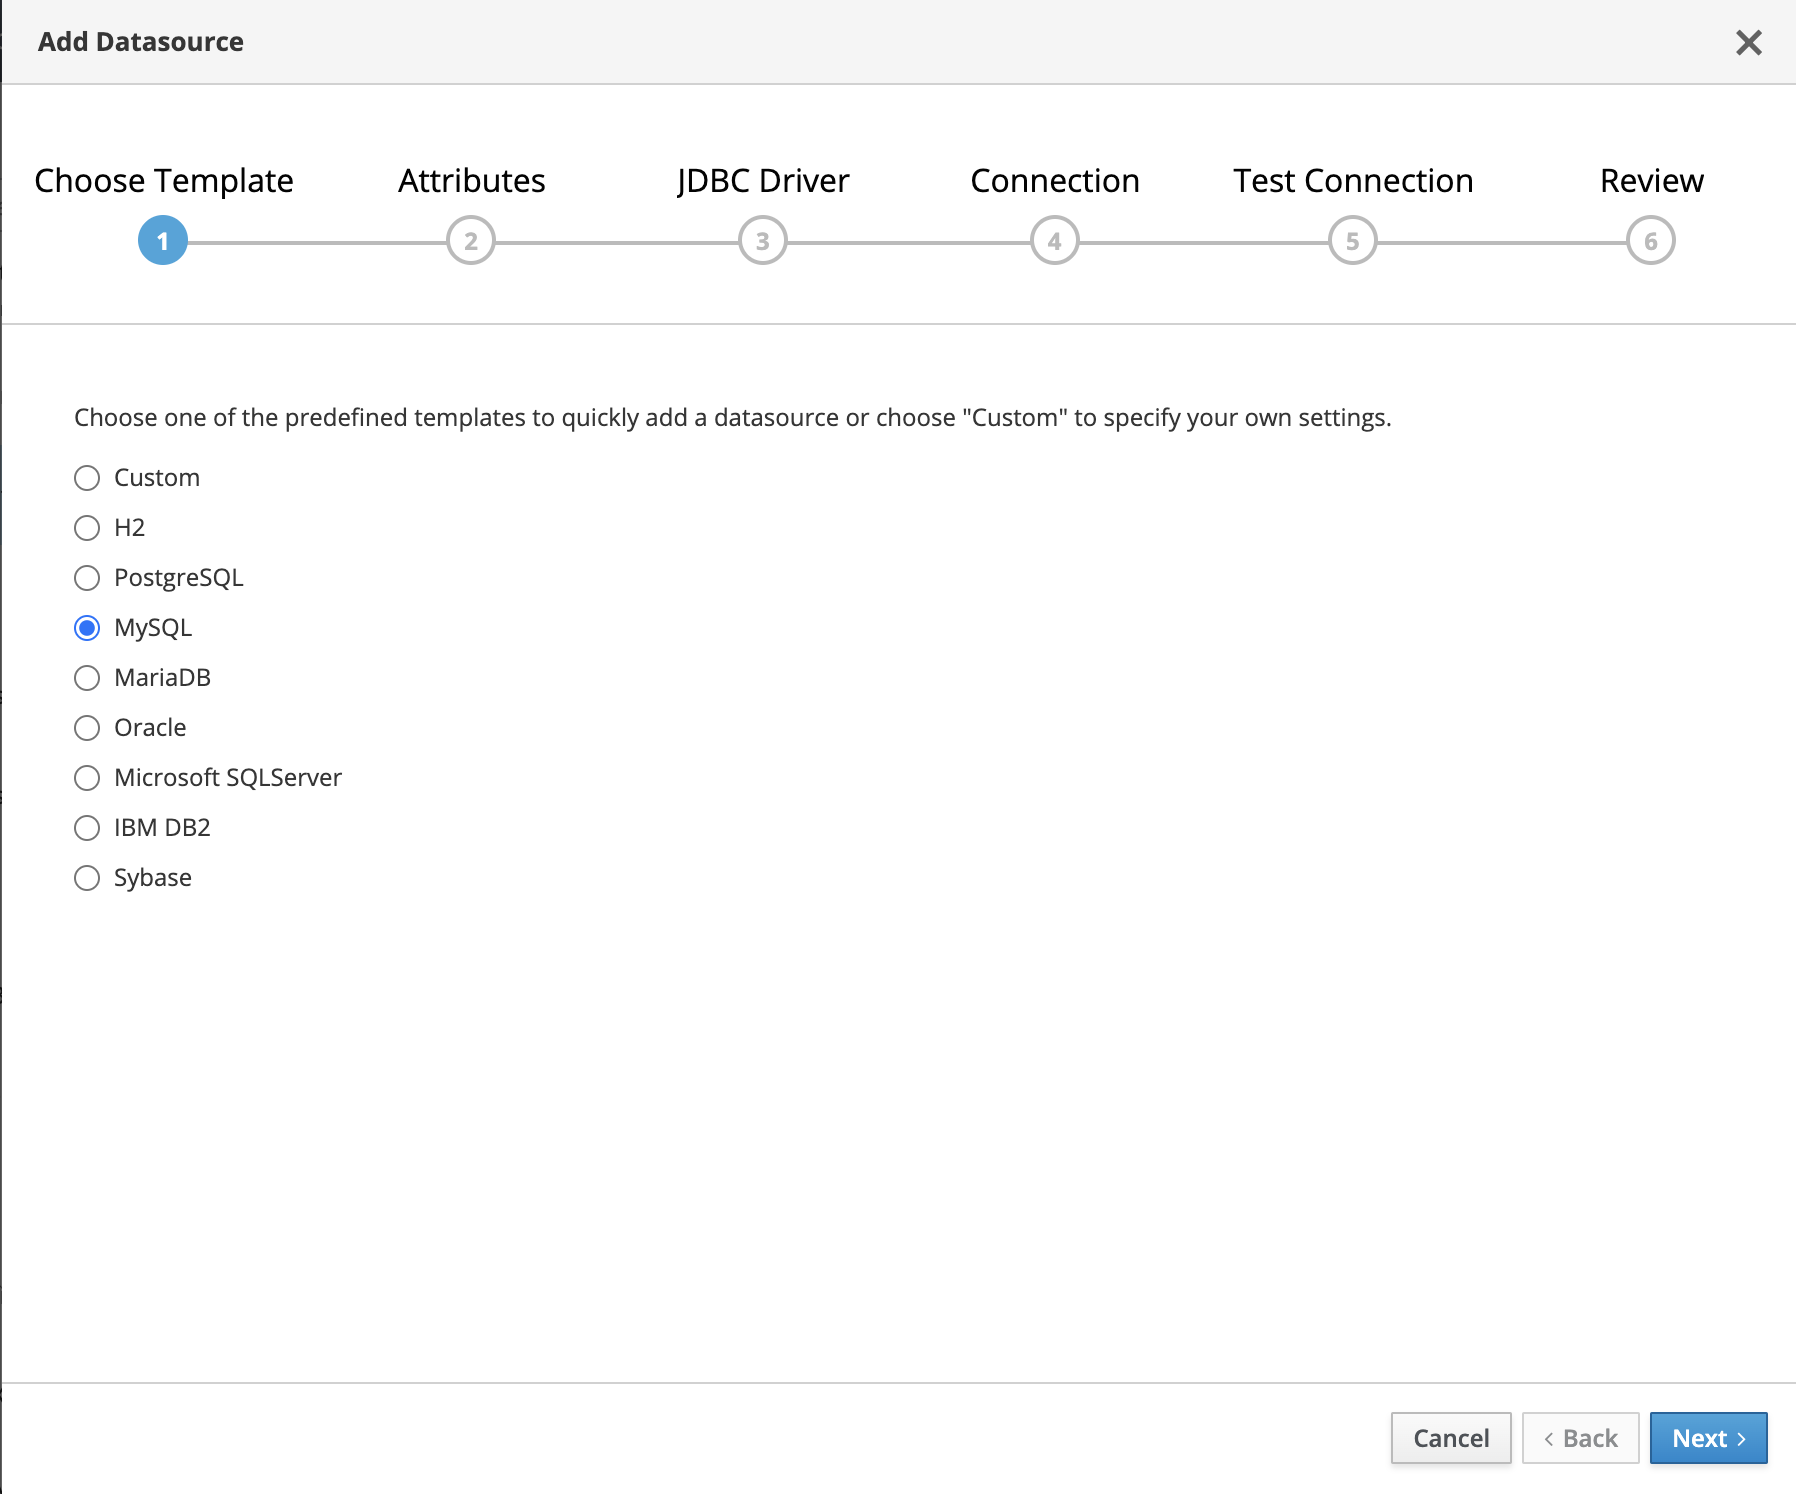 Add Datasource
Choose Template Attributes JDBC Driver Connection Test Connection Review
1 2 3 4 5 6
Choose one of the predefined templates to quickly add a datasource or choose "Custom" to specify your own settings.
Custom
H2
PostgreSQL
MySQL
MariaDB
Oracle
Microsoft SQLServer
IBM DB2
Sybase
Cancel < Back Next >